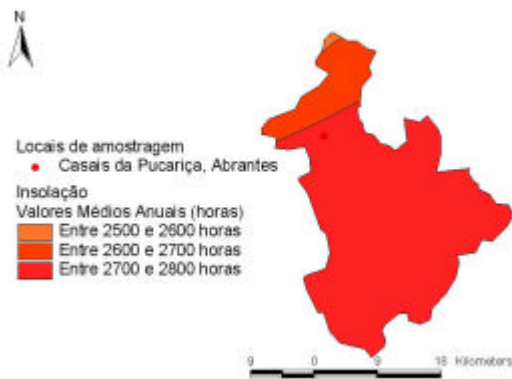 N
Locais de amostragem
Casais da Pucariça, Abrantes
Insolação
Valores Médios Anuais (horas)
Entre 2500 e 2600 horas
Entre 2600 e 2700 horas
Entre 2700 e 2800 horas
9 0 9 18 Kilometers